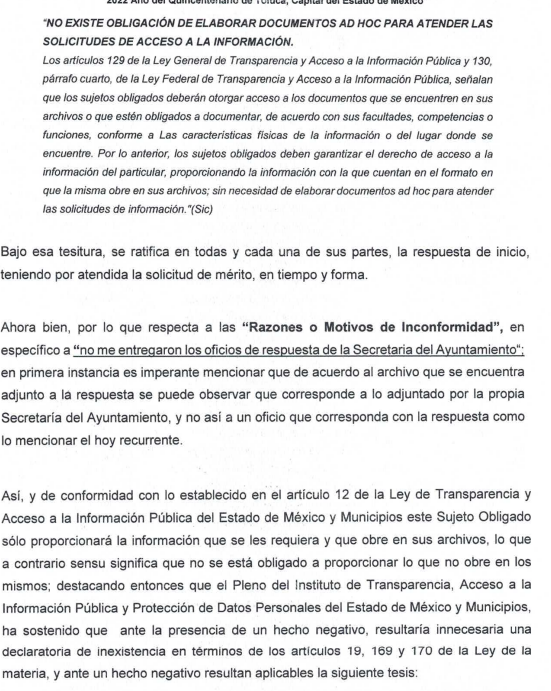 2022 Año del Quincentenario de Toluca, Capital del Estado de México
"NO EXISTE OBLIGACIÓN DE ELABORAR DOCUMENTOS AD HOC PARA ATENDER LAS
SOLICITUDES DE ACCESO A LA INFORMACIÓN.
Los artículos 129 de la Ley General de Transparencia y Acceso a la Información Pública y 130,
párrafo cuarto, de la Ley Federal de Transparencia y Acceso a la Información Pública, señalan
que los sujetos obligados deberán otorgar acceso a los documentos que se encuentren en sus
archivos o que estén obligados a documentar, de acuerdo con sus facultades, competencias o
funciones, conforme a Las características físicas de la información o del lugar donde se
encuentre. Por lo anterior, los sujetos obligados deben garantizar el derecho de acceso a la
información del particular, proporcionando la información con la que cuentan en el formato en
que la misma obre en sus archivos; sin necesidad de elaborar documentos ad hoc para atender
las solicitudes de información."(Sic)
Bajo esa tesitura, se ratifica en todas y cada una de sus partes, la respuesta de inicio,
teniendo por atendida la solicitud de mérito, en tiempo y forma.
Ahora bien, por lo que respecta a las "Razones o Motivos de Inconformidad", en
específico a "no me entregaron los oficios de respuesta de la Secretaria del Ayuntamiento";
en primera instancia es imperante mencionar que de acuerdo al archivo que se encuentra
adjunto a la respuesta se puede observar que corresponde a lo adjuntado por la propia
Secretaría del Ayuntamiento, y no así a un oficio que corresponda con la respuesta como
lo mencionar el hoy recurrente.
Así, y de conformidad con lo establecido en el artículo 12 de la Ley de Transparencia y
Acceso a la Información Pública del Estado de México y Municipios este Sujeto Obligado
sólo proporcionará la información que se les requiera y que obre en sus archivos, lo que
a contrario sensu significa que no se está obligado a proporcionar lo que no obre en los
mismos; destacando entonces que el Pleno del Instituto de Transparencia, Acceso a la
Información Pública y Protección de Datos Personales del Estado de México y Municipios,
ha sostenido que ante la presencia de un hecho negativo, resultaría innecesaria una
declaratoria de inexistencia en términos de los artículos 19, 169 y 170 de la Ley de la
materia, y ante un hecho negativo resultan aplicables la siguiente tesis: